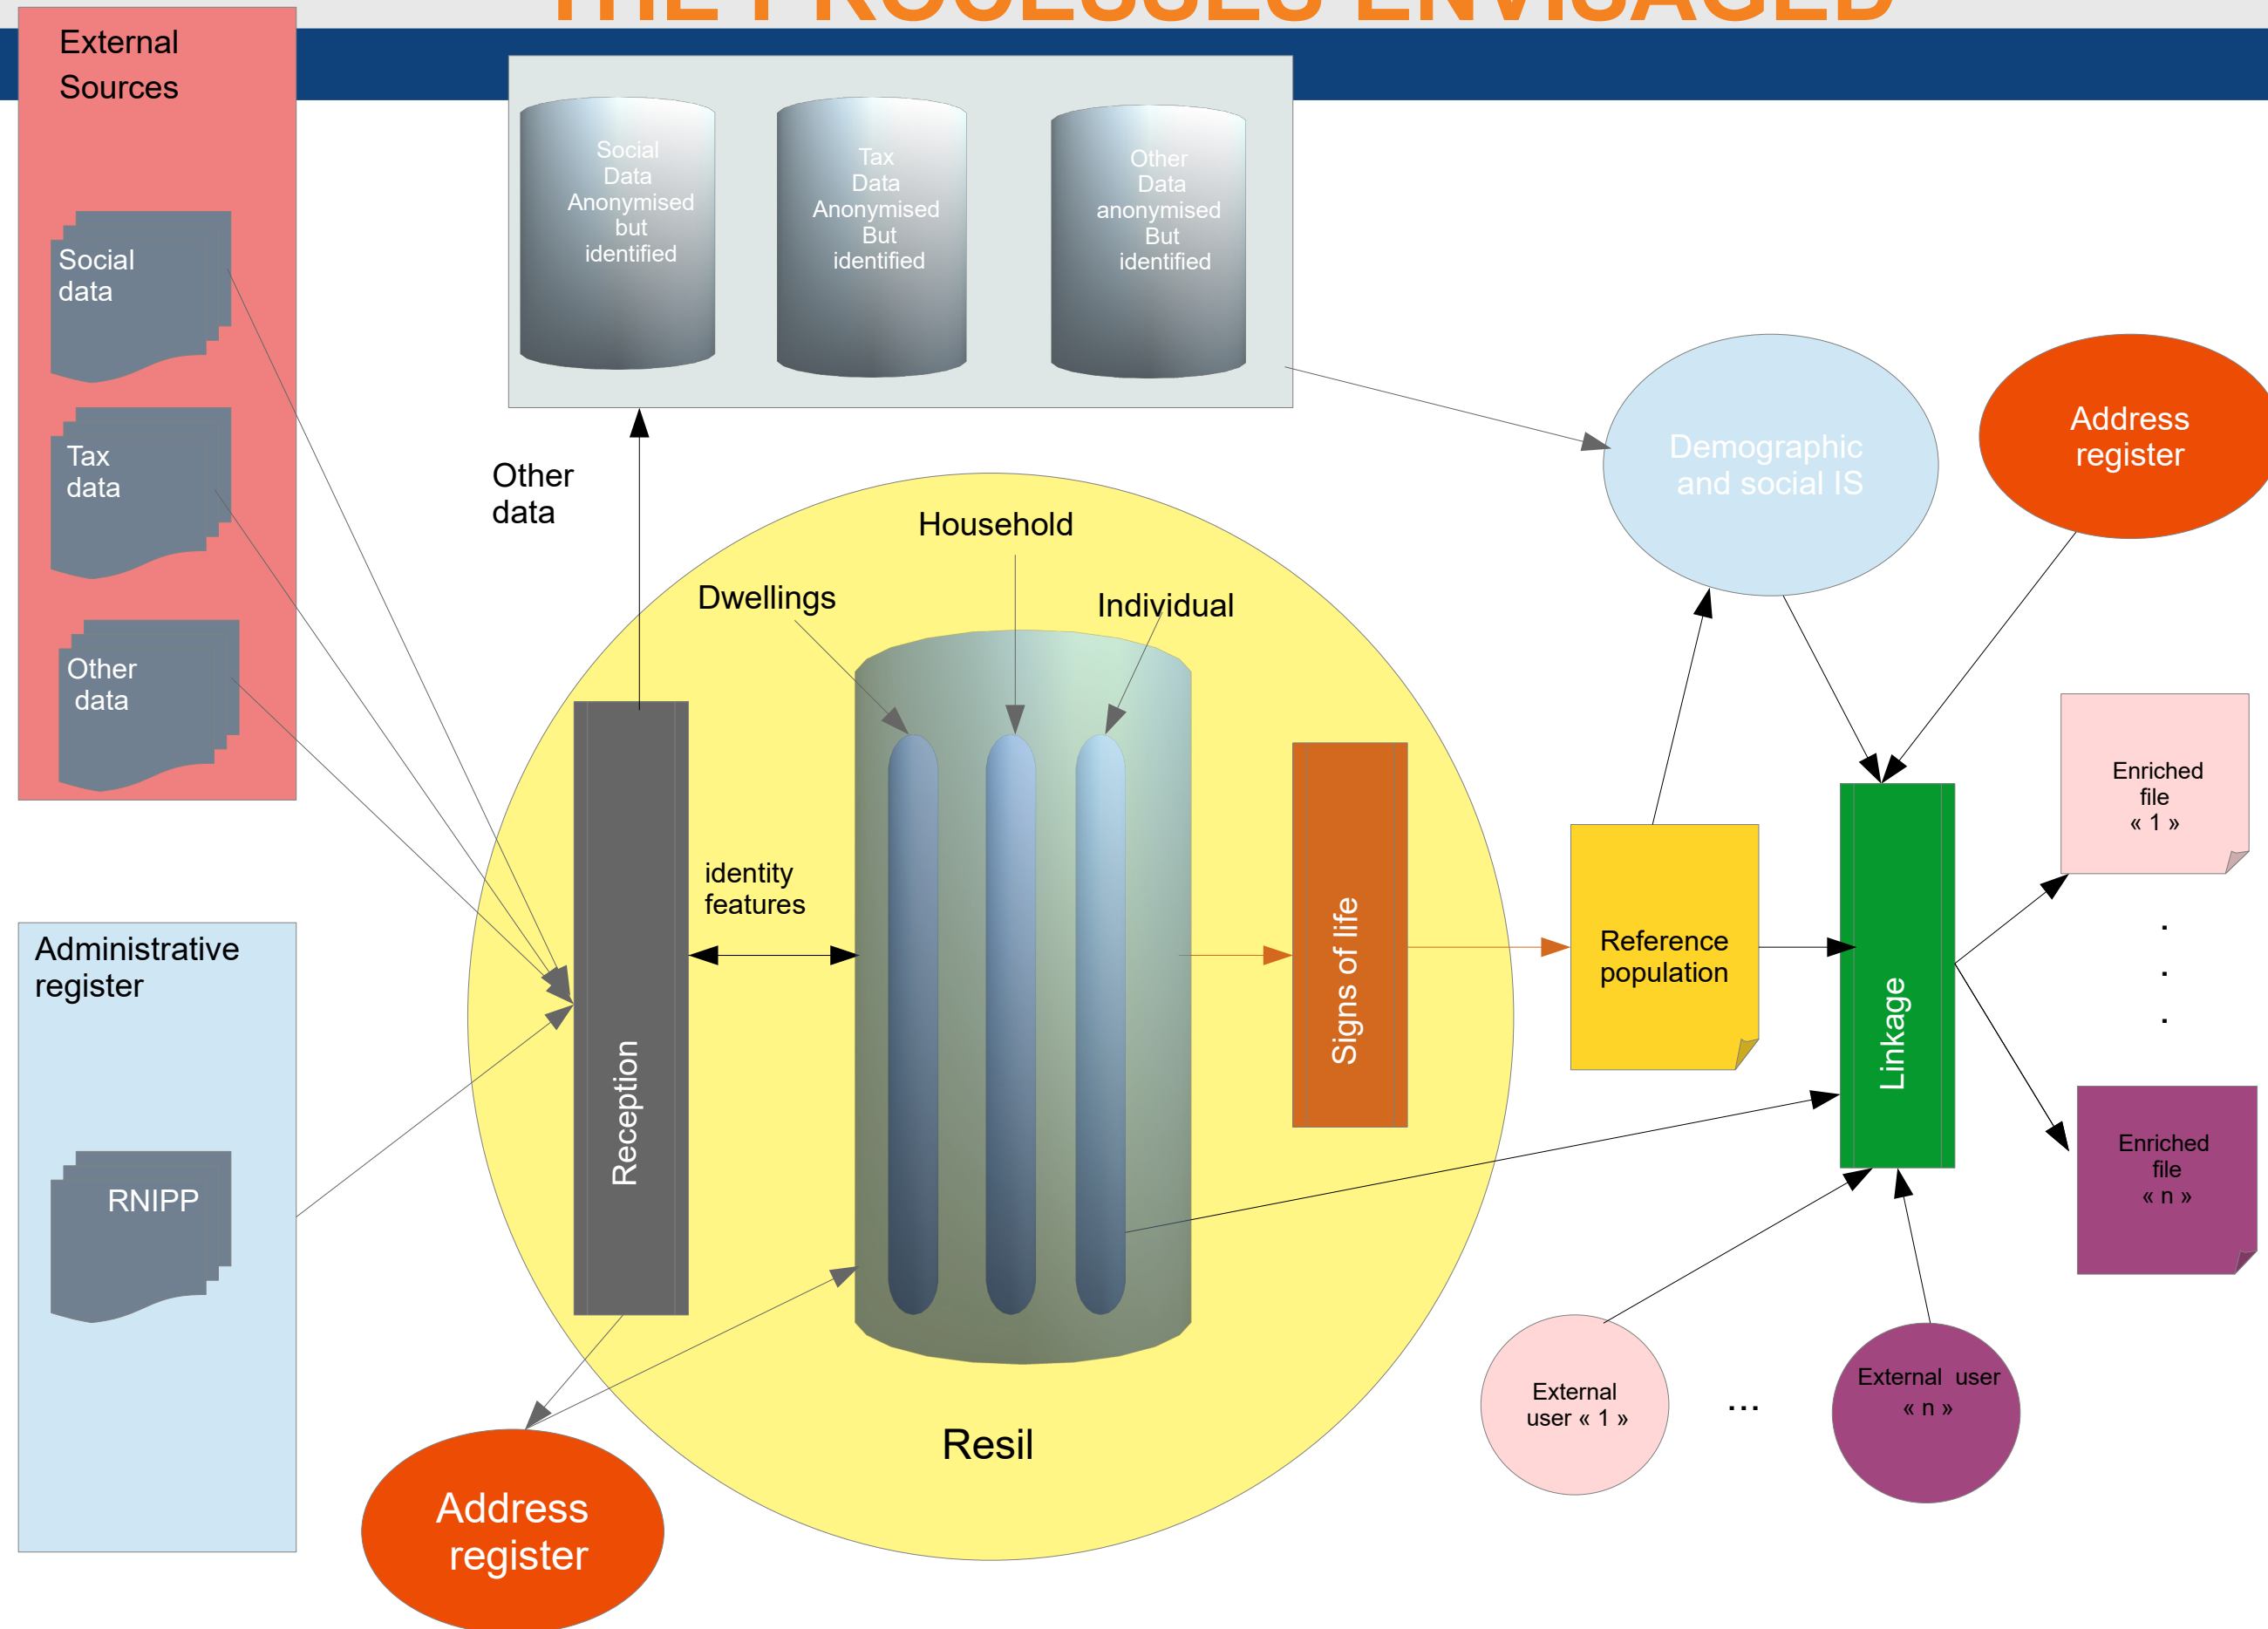 THE PROCESSES ENVISAGED
External
Sources
Social
data
Tax
data
Other
data
Administrative
register
RNIPP
Social
Data
Anonymised
but
identified
Tax
Data
Anonymised
But
identified
Other
Data
anonymised
But
identified
Other
data
Household
Dwellings
Individual
identity
features
Reception
Signs of life
Resil
Address
register
Demographic
and social IS
Address
register
Reference
population
Linkage
Enriched
file
« 1 »
.
.
.
Enriched
file
« n »
External
user « 1 »
...
External user
« n »